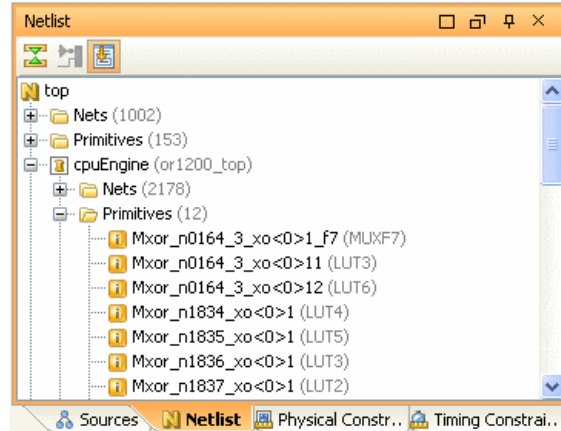 Netlist
top
Nets (1002)
Primitives (153)
cpuEngine (or1200_top)
Nets (2178)
Primitives (12)
Mxor_n0164_3_xo<0>1_f7 (MUXF7)
Mxor_n0164_3_xo<0>11 (LUT3)
Mxor_n0164_3_xo<0>12 (LUT6)
Mxor_n1834_xo<0>1 (LUT4)
Mxor_n1835_xo<0>1 (LUT5)
Mxor_n1836_xo<0>1 (LUT3)
Mxor_n1837_xo<0>1 (LUT2)
Sources Netlist Physical Constr.. Timing Constrai..